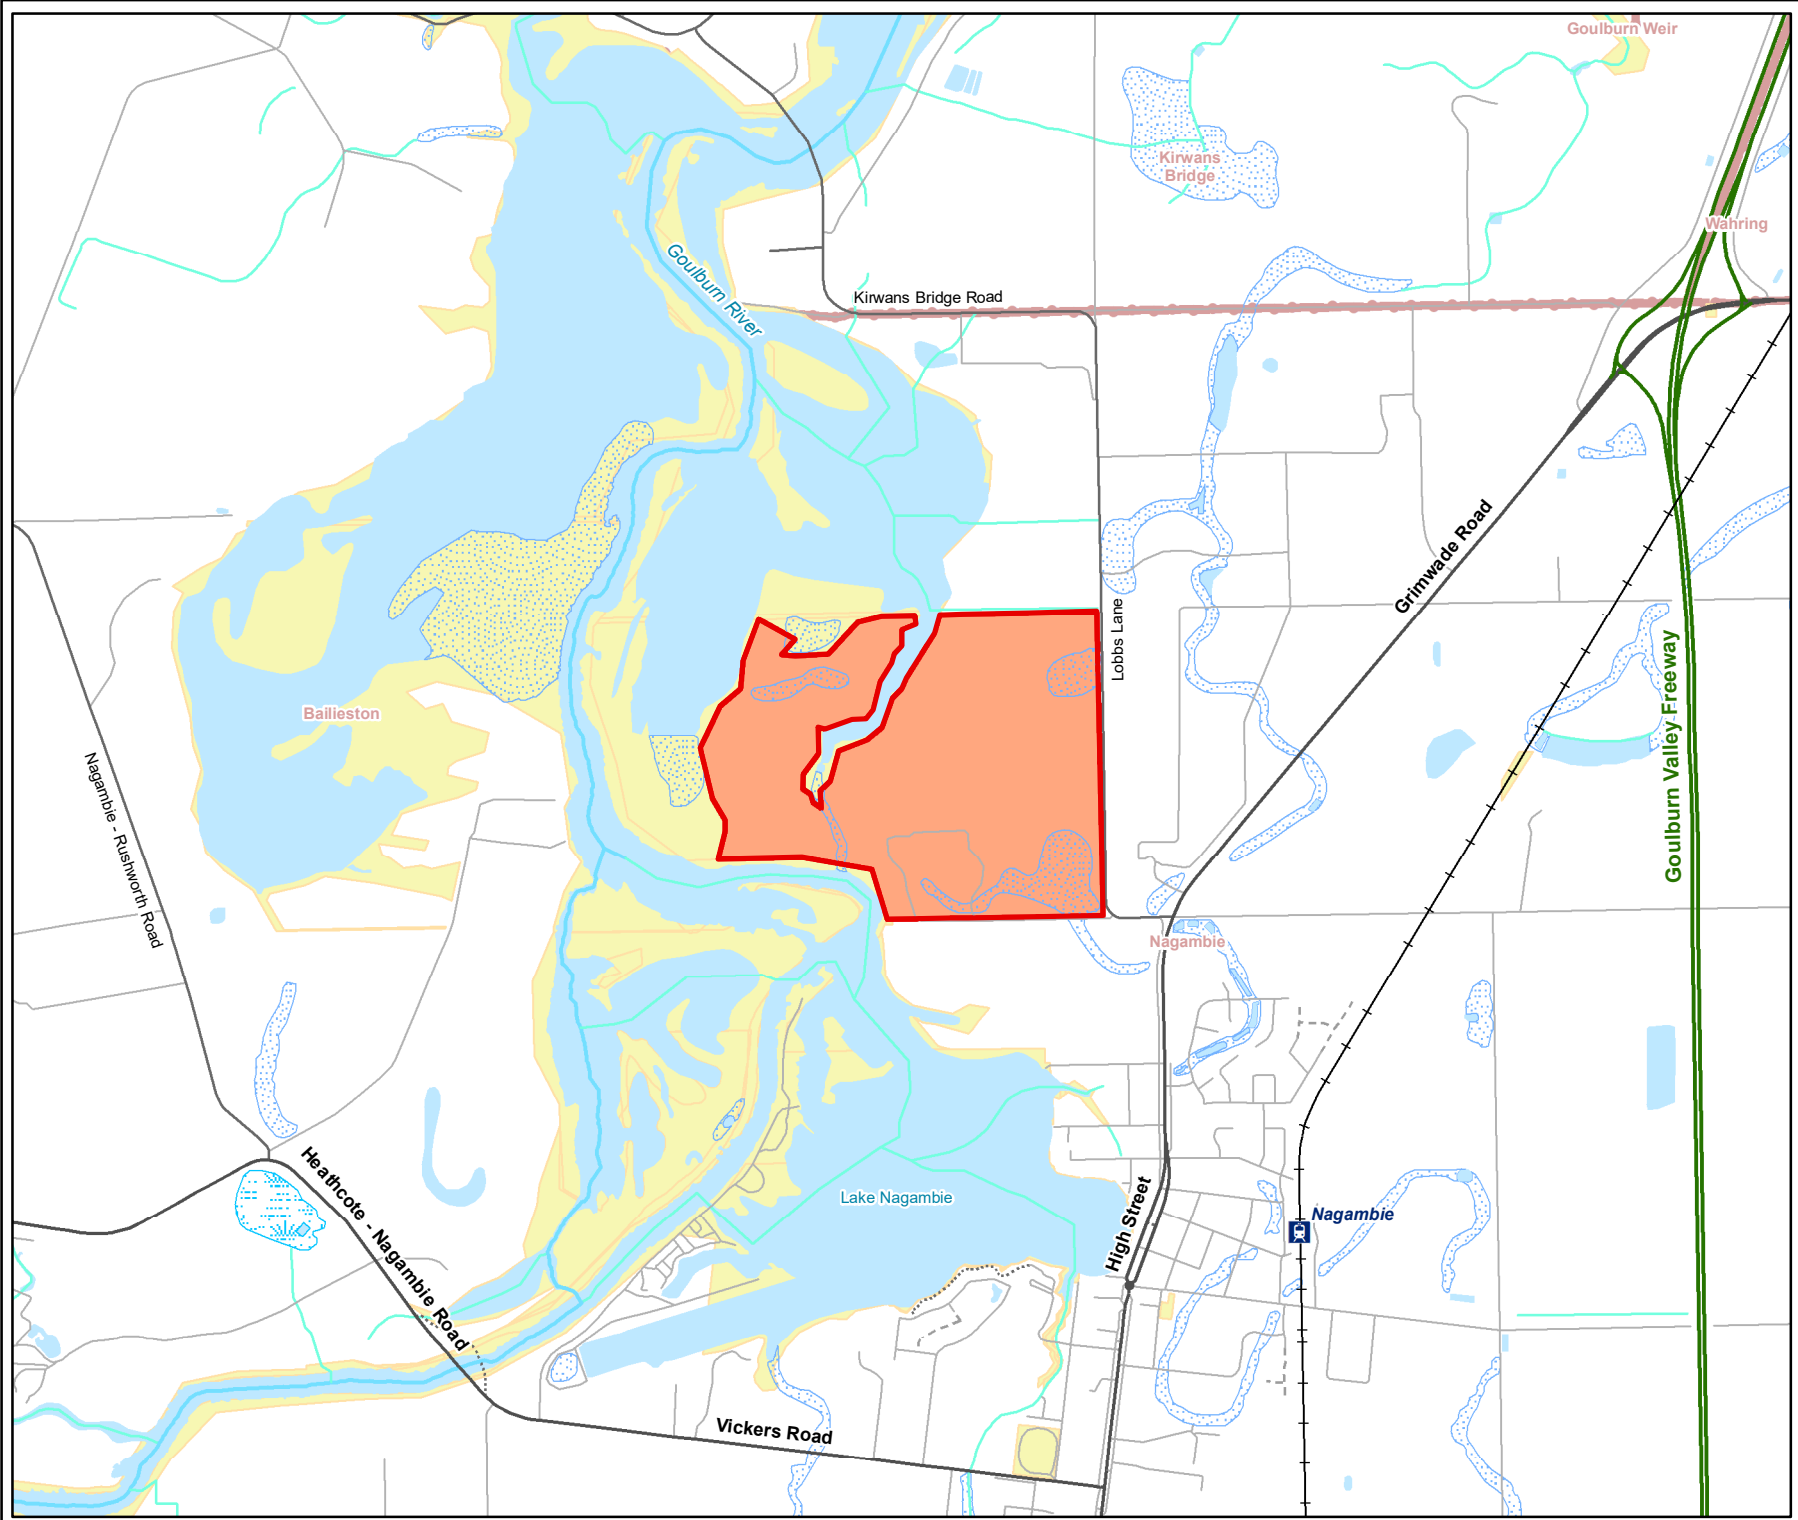 Goulburn Weir
Kirwans
Bridge
Wahring
Goulburn River
Kirwans Bridge Road
Grimwade Road
Lobbs Lane
Goulburn Valley Freeway
Bailieston
Nagambie - Rushworth Road
Nagambie
Heathcote - Nagambie Road
Lake Nagambie
High Street
Nagambie
Vickers Road